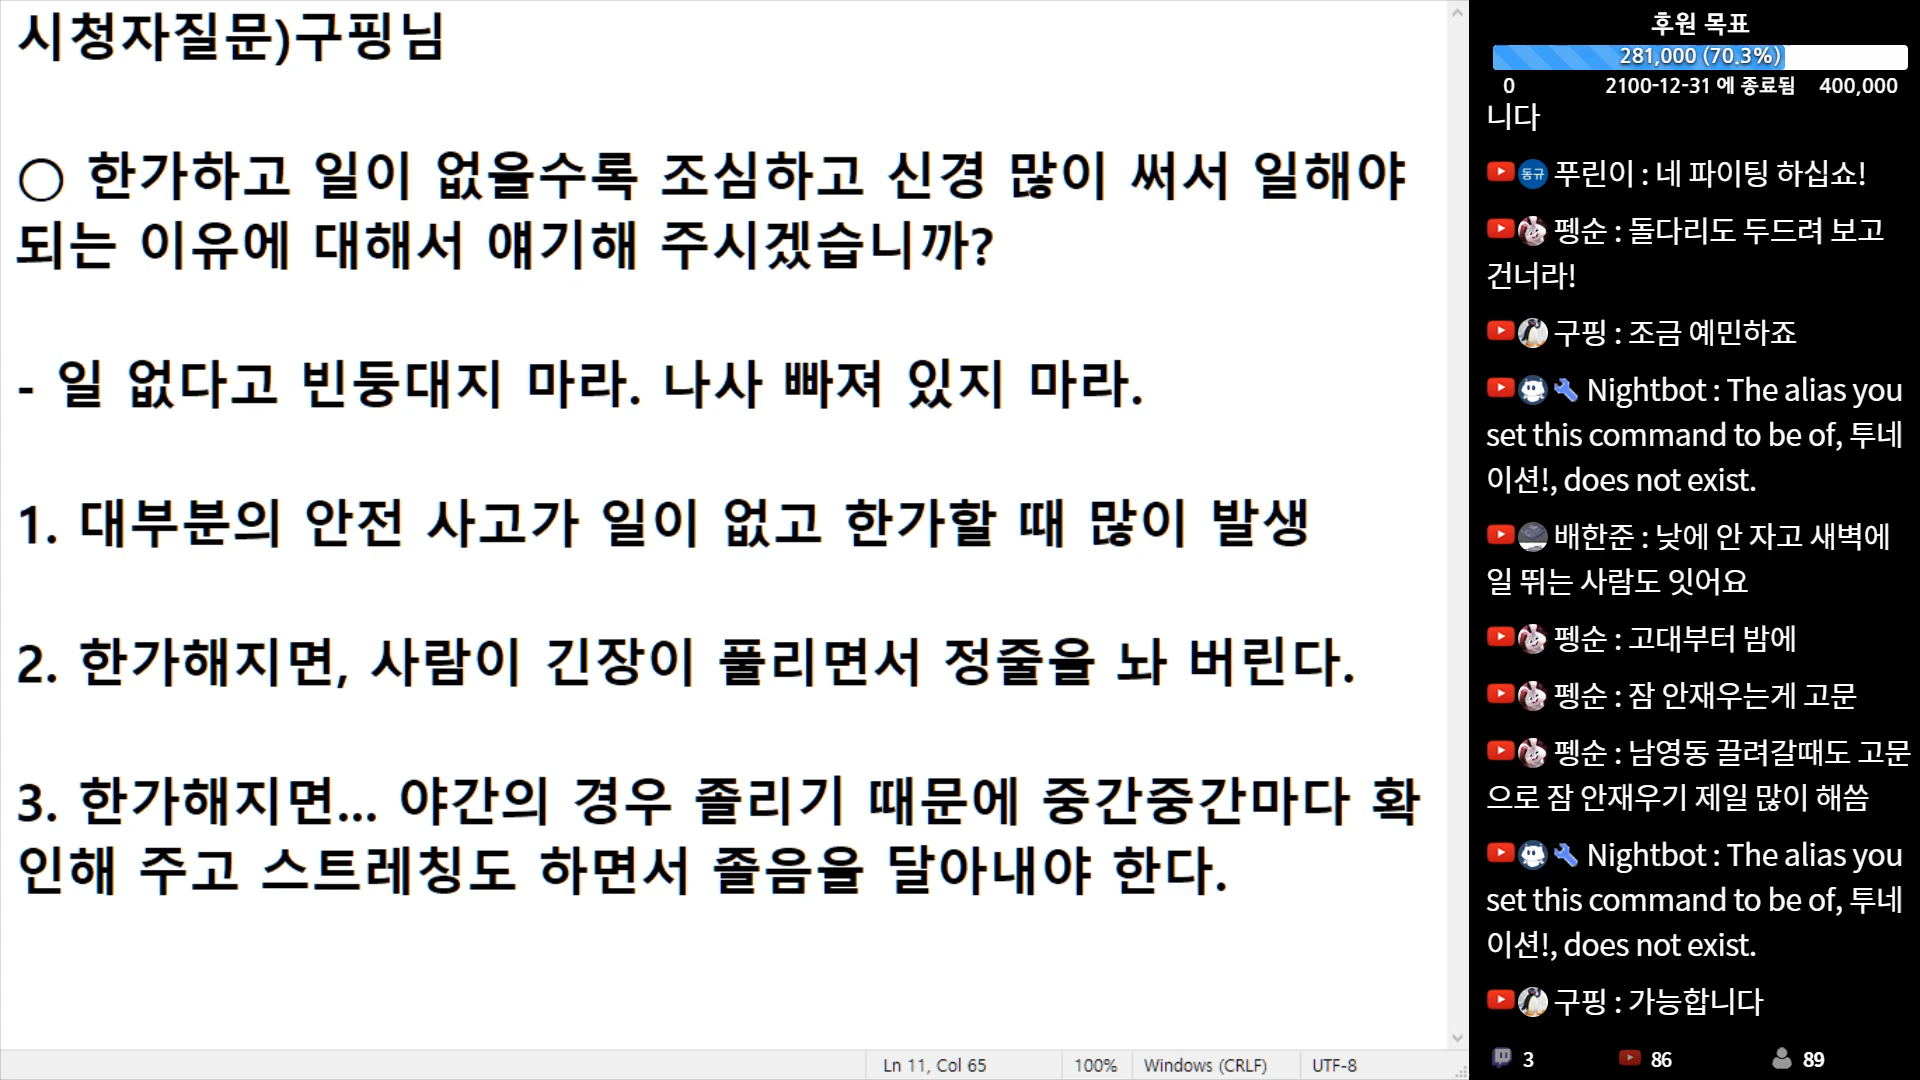 시청자질문)구핑님
○ 한가하고 일이 없을수록 조심하고 신경 많이 써서 일해야
되는 이유에 대해서 얘기해 주시겠습니까?
- 일 없다고 빈둥대지 마라. 나사 빠져 있지 마라.
1. 대부분의 안전 사고가 일이 없고 한가할 때 많이 발생
2. 한가해지면, 사람이 긴장이 풀리면서 정줄을 놔 버린다.
3. 한가해지면... 야간의 경우 졸리기 때문에 중간중간마다 확
인해 주고 스트레칭도 하면서 졸음을 달아내야 한다.
Ln 11, Col 65 100% Windows (CRLF) UTF-8
후원 목표
281,000 (70.3%)
0 2100-12-31 에 종료됨 400,000
니다
동규 푸린이 : 네 파이팅 하십쇼!
펭순 : 돌다리도 두드려 보고
건너라!
구핑 : 조금 예민하죠
Nightbot : The alias you
set this command to be of, 투네
이션!, does not exist.
배한준 : 낮에 안 자고 새벽에
일 뛰는 사람도 잇어요
펭순 : 고대부터 밤에
펭순 : 잠 안재우는게 고문
펭순 : 남영동 끌려갈때도 고문
으로 잠 안재우기 제일 많이 해씀
Nightbot : The alias you
set this command to be of, 투네
이션!, does not exist.
구핑 : 가능합니다
3 86 89